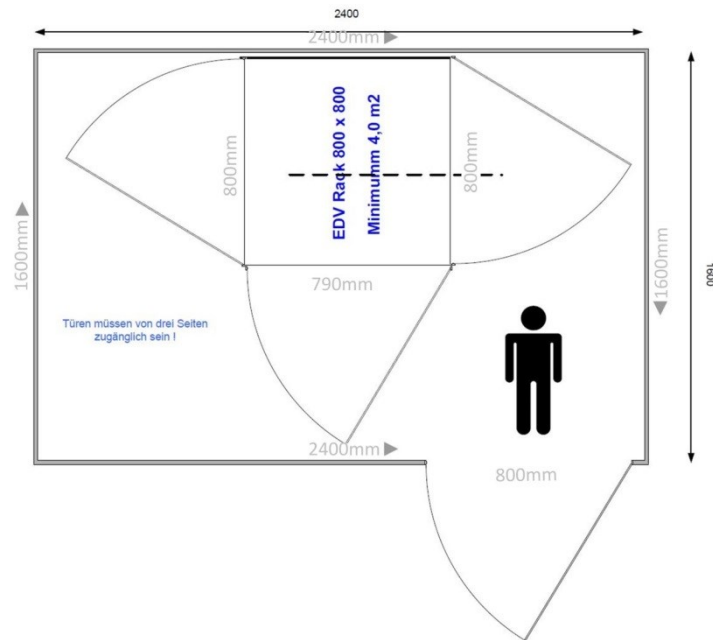 2400
2400mm ▶
800mm
EDV Rack 800 x 800
Minimumm 4,0 m2
800mm
1600mm ▶
790mm
1600mm ▶
1600
Türen müssen von drei Seiten
zugänglich sein !
2400mm ▶
800mm